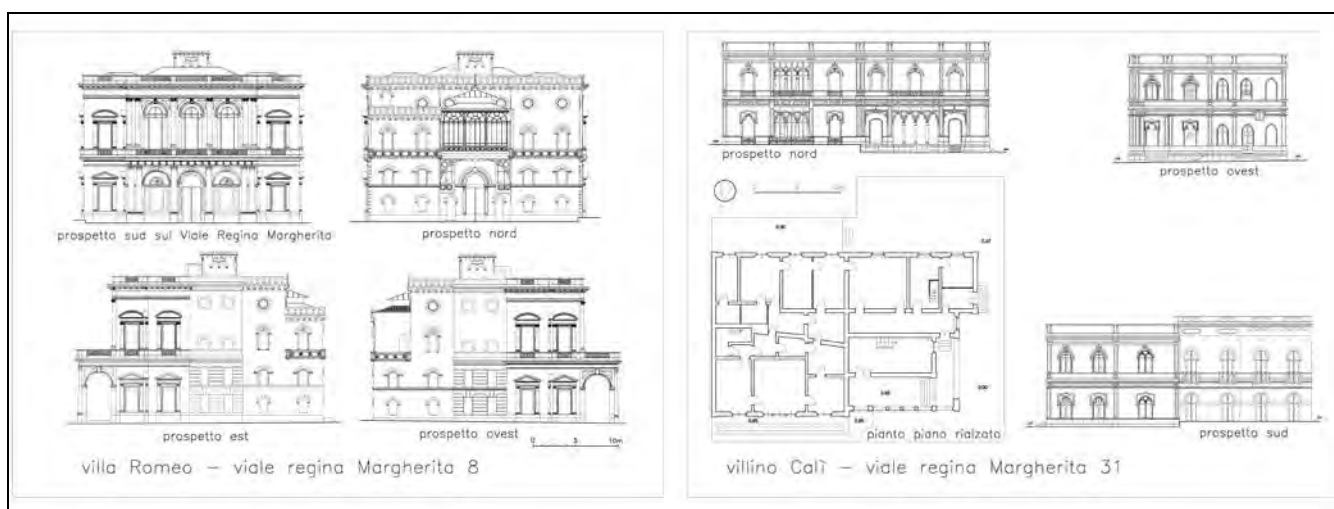 prospetto sud sul Viale Regina Margherita
prospetto nord
prospetto est
prospetto ovest
0 5 10m
villa Romeo – viale regina Margherita 8
prospetto nord
prospetto ovest
pianto piano rialzato
prospetto sud
villino Calì – viale regina Margherita 31